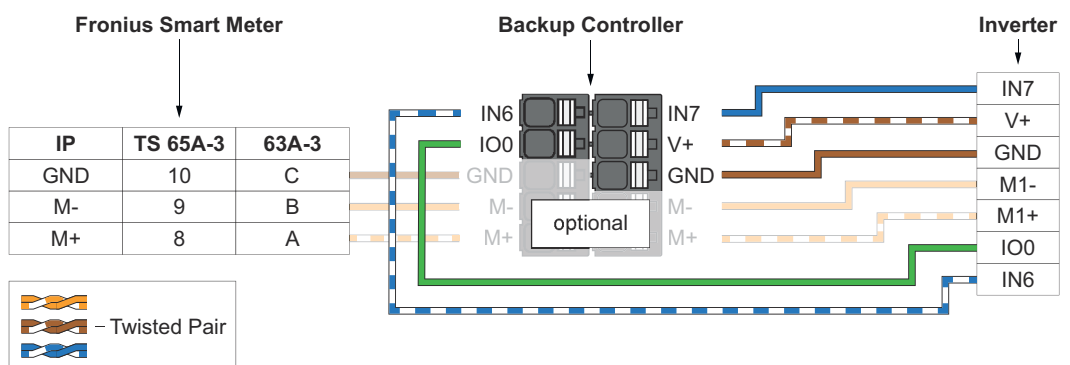 Fronius Smart Meter Backup Controller Inverter
IN7
IN6 IN7
V+
IP TS 65A-3 63A-3 IO0 V+
GND
GND 10 C GND GND
M1-
M- 9 B M- M-
optional
M1+
M+ 8 A M+ M+
IO0
IN6
– Twisted Pair